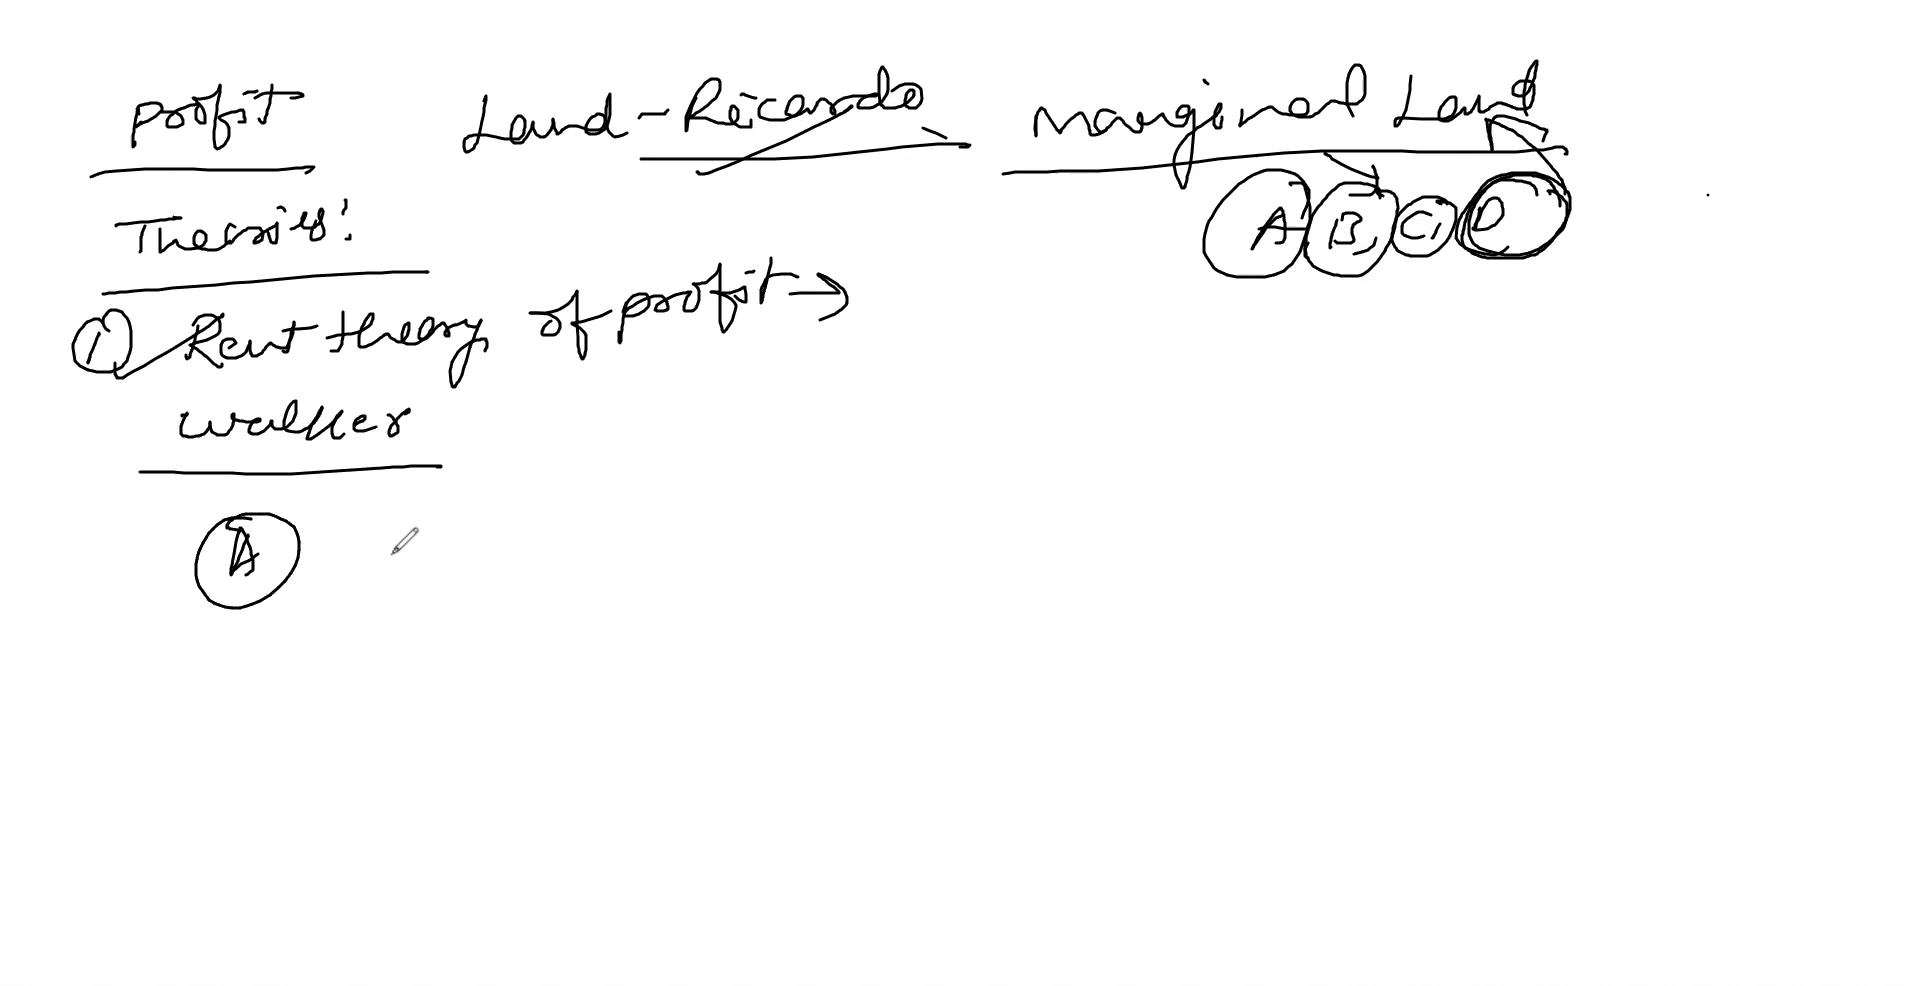 Profit Land - Ricardo Marginal Land
Theories:
A B, C, D
① Rent theory of profit →
walker
A